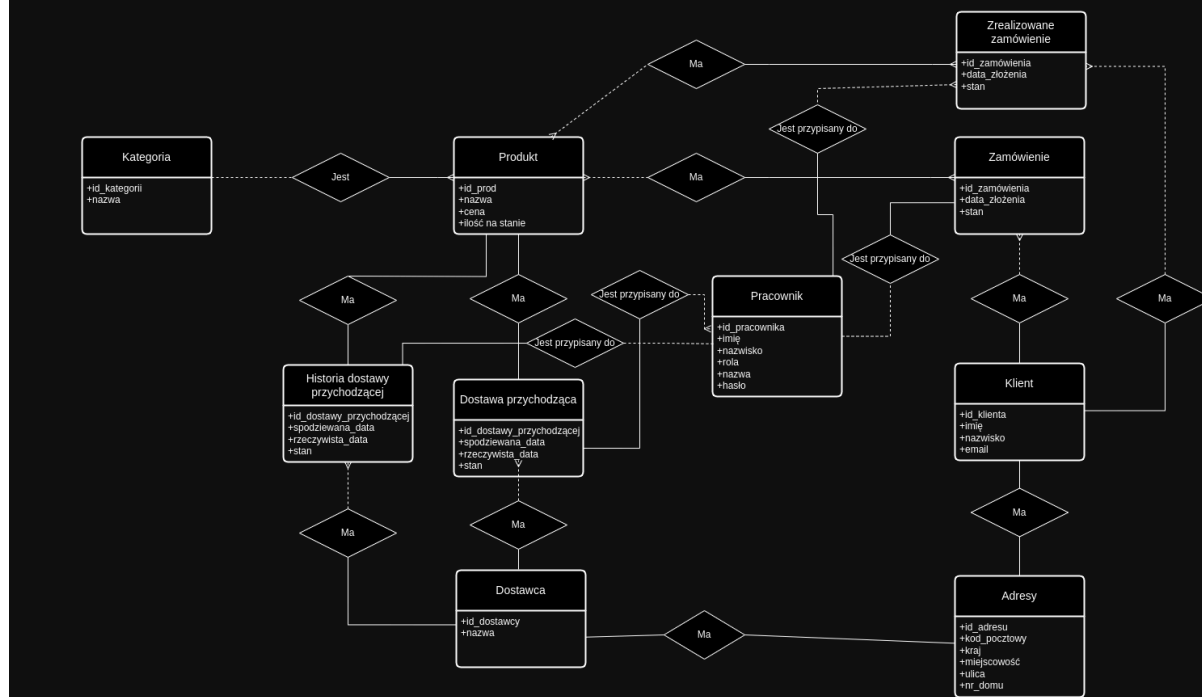 Zrealizowane
zamówienie
+id_zamówienia
+data_złożenia
+stan
Ma
Jest przypisany do
Kategoria
+id_kategorii
+nazwa
Jest
Produkt
+id_prod
+nazwa
+cena
+ilość na stanie
Ma
Zamówienie
+id_zamówienia
+data_złożenia
+stan
Jest przypisany do
Ma
Ma
Jest przypisany do
Pracownik
+id_pracownika
+imię
+nazwisko
+rola
+nazwa
+hasło
Ma
Ma
Jest przypisany do
Historia dostawy
przychodzącej
+id_dostawy_przychodzącej
+spodziewana_data
+rzeczywista_data
+stan
Dostawa przychodząca
+id_dostawy_przychodzącej
+spodziewana_data
+rzeczywista_data
+stan
Klient
+id_klienta
+imię
+nazwisko
+email
Ma
Ma
Ma
Dostawca
+id_dostawcy
+nazwa
Ma
Adresy
+id_adresu
+kod_pocztowy
+kraj
+miejscowość
+ulica
+nr_domu